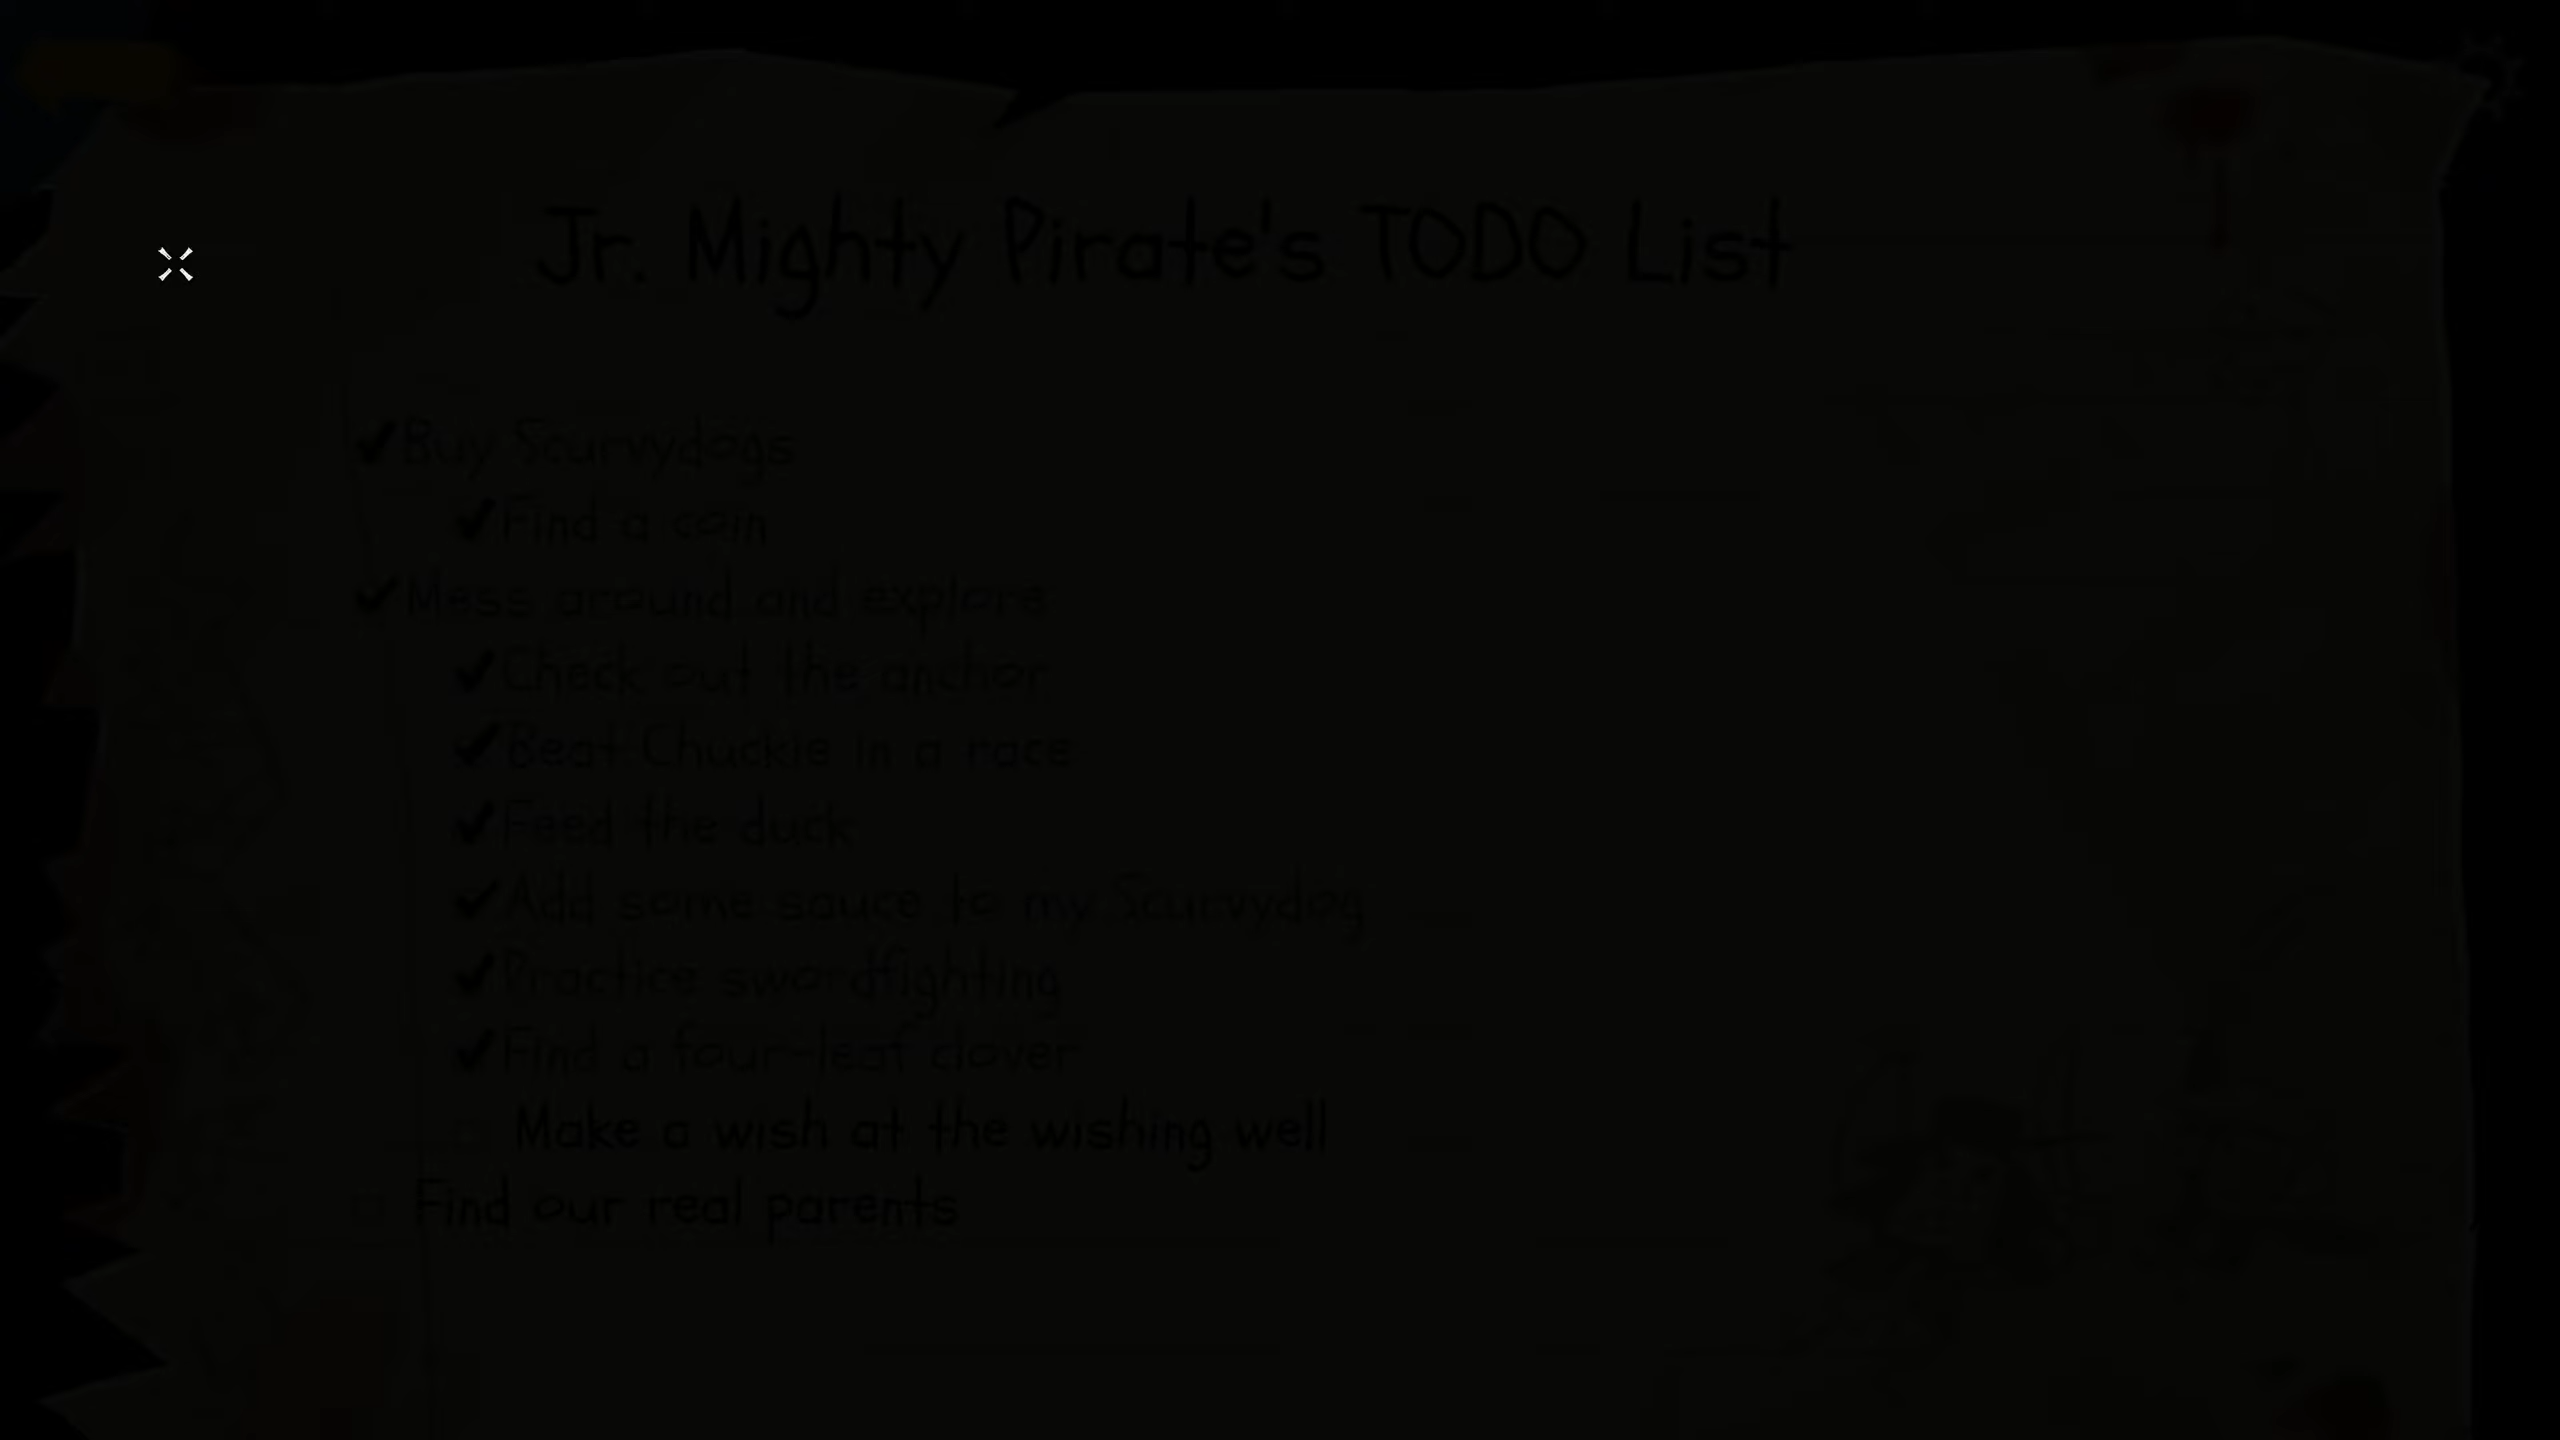 Jr. Mighty Pirate's TODO List
Buy Scurvydogs
Find a coin
Mess around and explore
Check out the anchor
Beat Chuckie in a race
Feed the duck
Add some sauce to my Scurvydog
Practice swordfighting
Find a four-leaf clover
Make a wish at the wishing well
Find our real parents